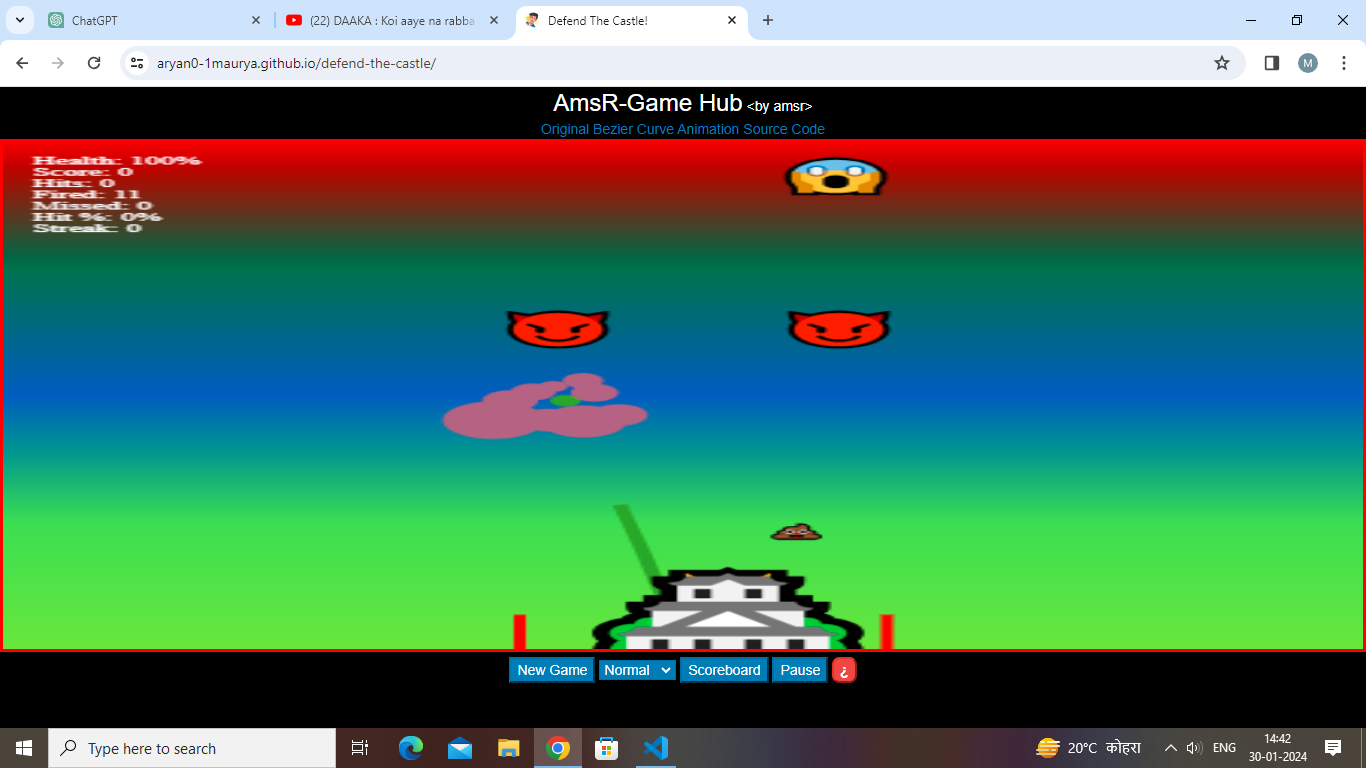 ChatGPT
(22) DAAKA : Koi aaye na rabba
Defend The Castle!
aryan0-1maurya.github.io/defend-the-castle/
M
AmsR-Game Hub <by amsr>
Original Bezier Curve Animation Source Code
Health: 100%
Score: 0
Hits: 0
Fired: 11
Missed: 0
Hit %: 0%
Streak: 0
New Game Normal Scoreboard Pause ¿
Type here to search
20°C कोहरा
ENG
14:42
30-01-2024